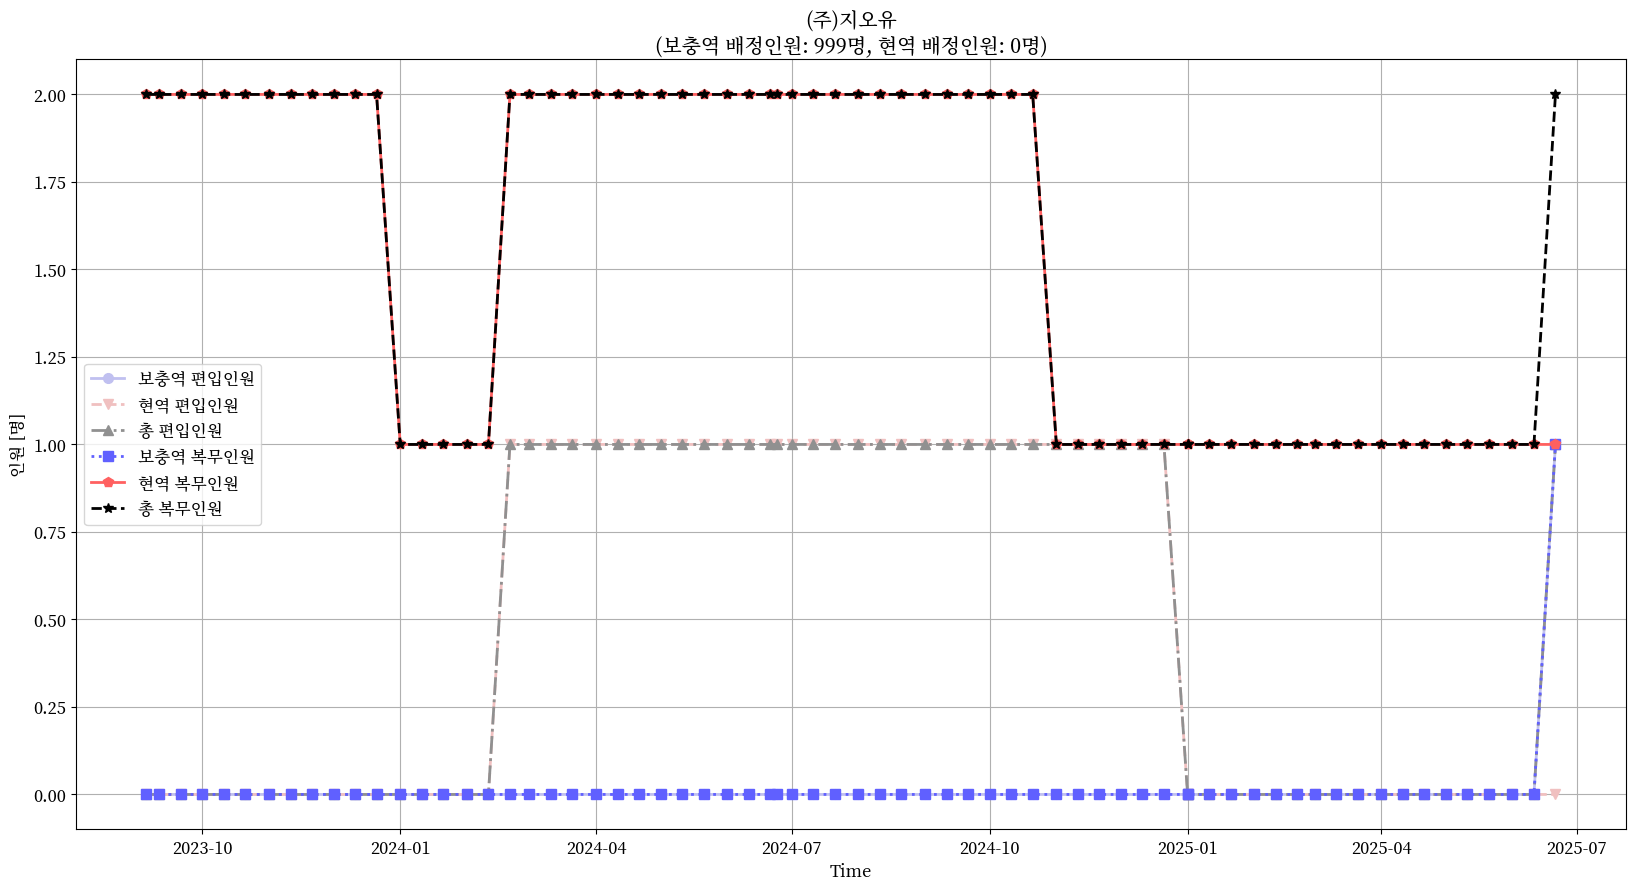 (주)지오유
(보충역 배정인원: 999명, 현역 배정인원: 0명)
인원 [명]
2.00
1.75
1.50
1.25
1.00
0.75
0.50
0.25
0.00
보충역 편입인원
현역 편입인원
총 편입인원
보충역 복무인원
현역 복무인원
총 복무인원
2023-10 2024-01 2024-04 2024-07 2024-10 2025-01 2025-04 2025-07
Time